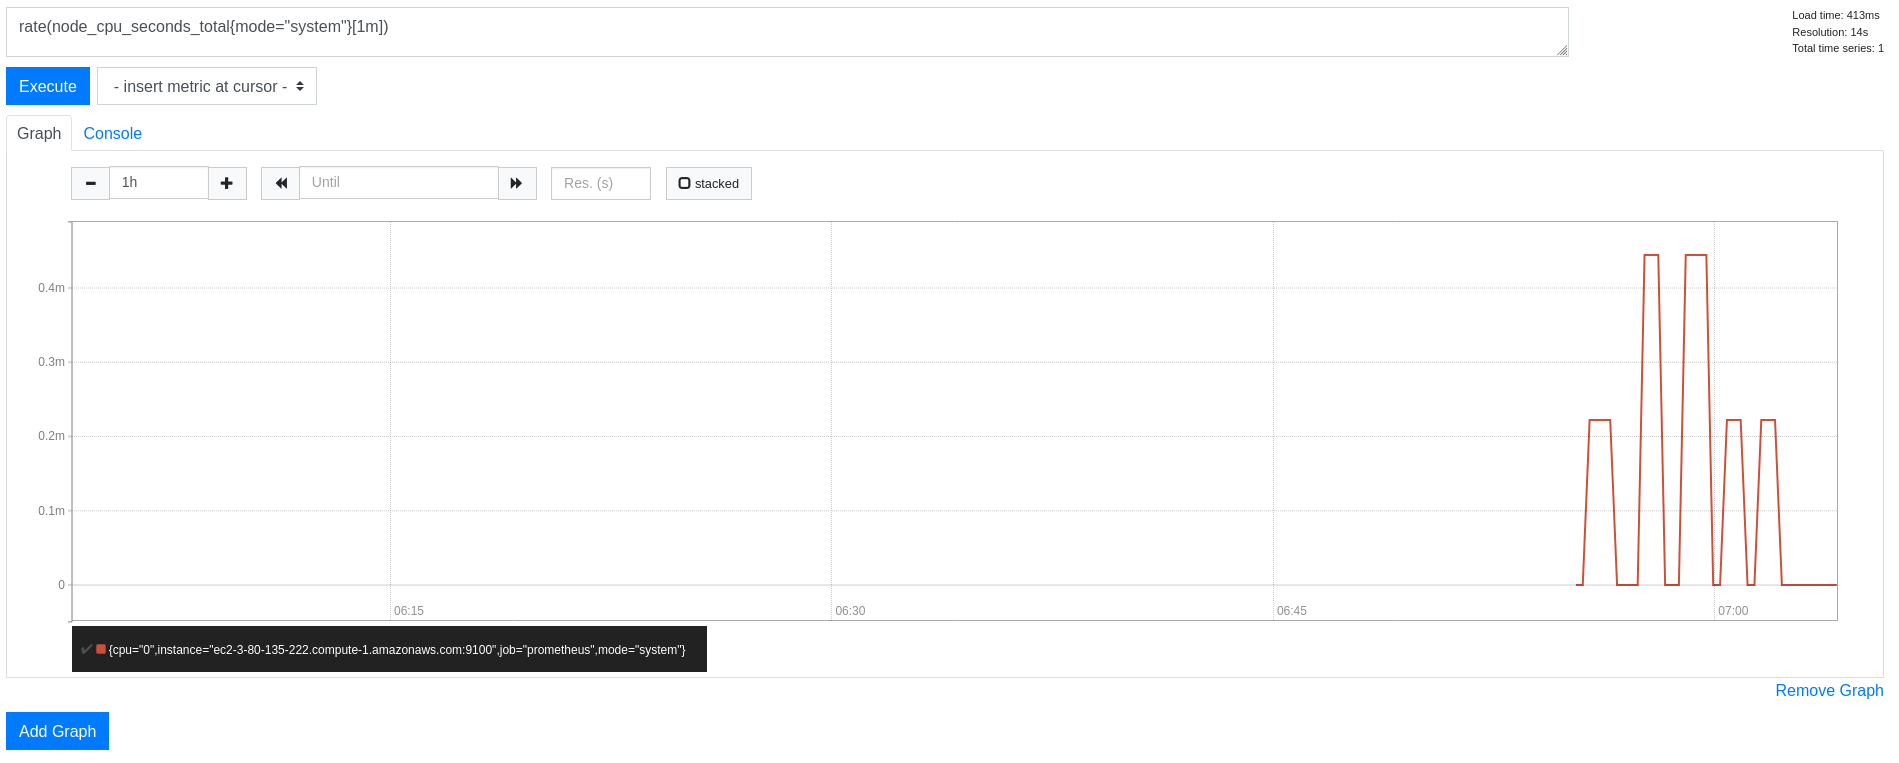 rate(node_cpu_seconds_total{mode="system"}[1m])
Load time: 413ms
Resolution: 14s
Total time series: 1
Execute
- insert metric at cursor -
Graph
Console
1h
Until
Res. (s)
stacked
0.4m
0.3m
0.2m
0.1m
0
06:15
06:30
06:45
07:00
{cpu="0",instance="ec2-3-80-135-222.compute-1.amazonaws.com:9100",job="prometheus",mode="system"}
Remove Graph
Add Graph